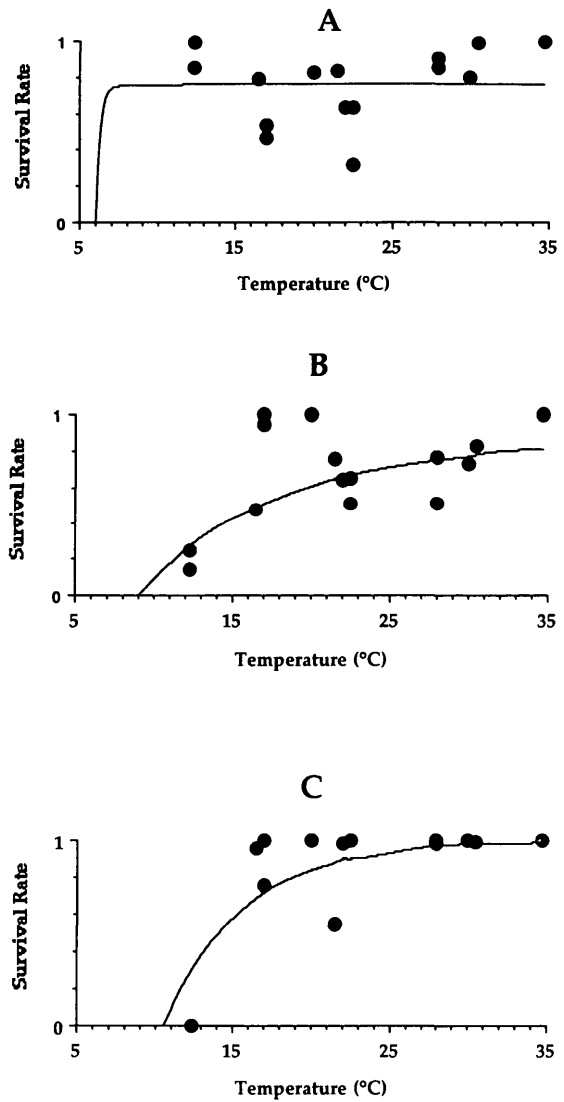 A
1
Survival Rate
0
5 15 25 35
Temperature (°C)
B
1
Survival Rate
0
5 15 25 35
Temperature (°C)
C
1
Survival Rate
0
5 15 25 35
Temperature (°C)